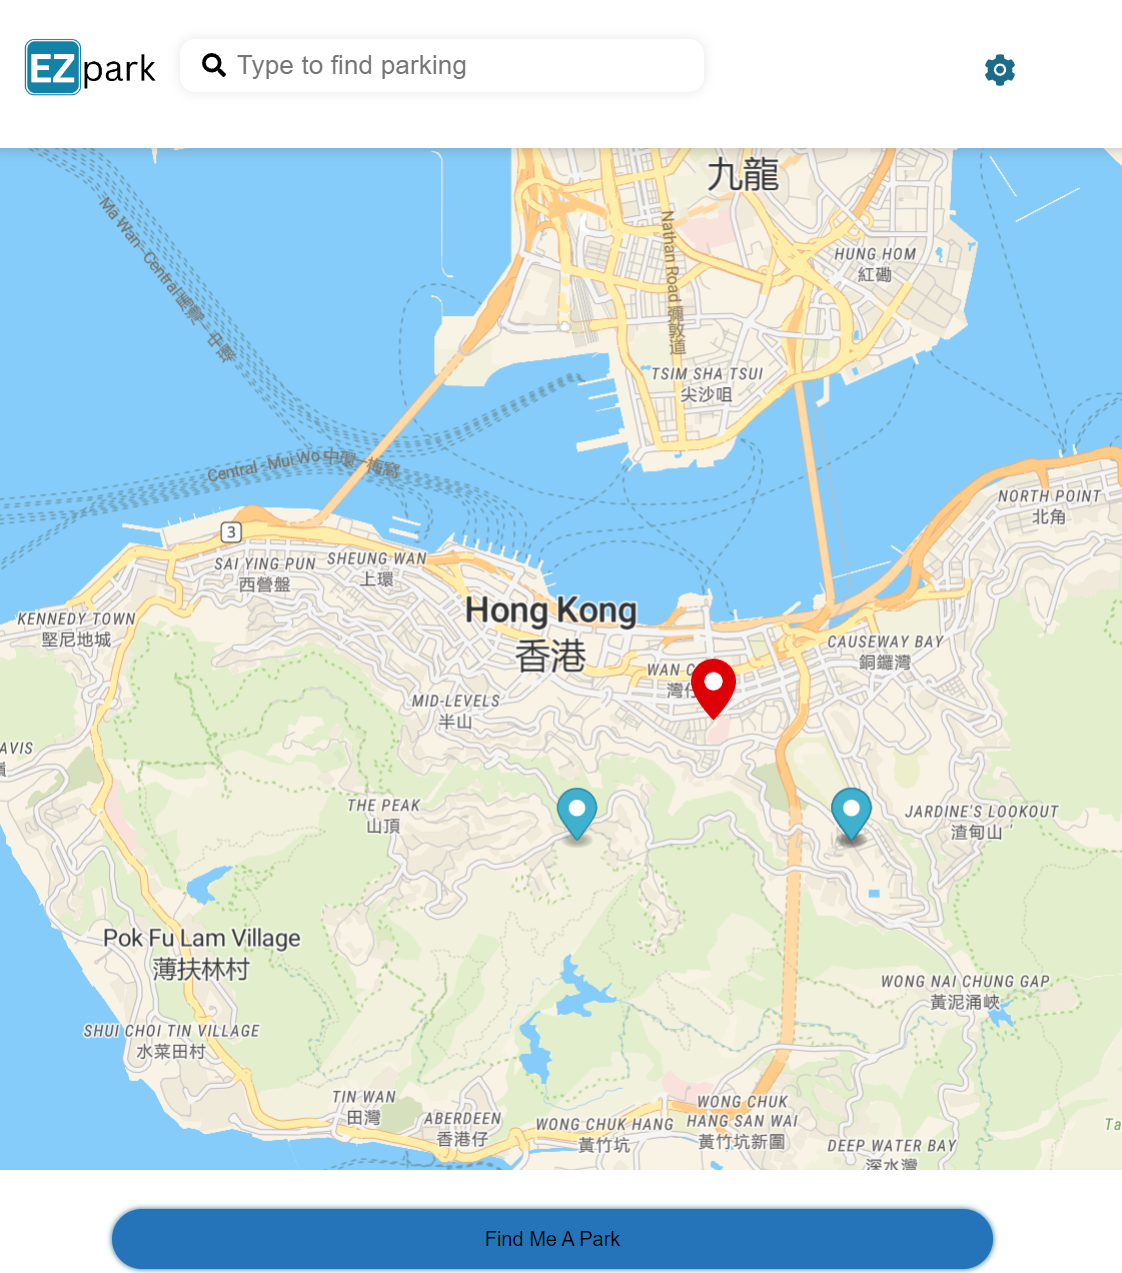 EZpark
Type to find parking
九龍
Ma Wan - Central
Nathan Road 彌敦道
HUNG HOM
紅磡
TSIM SHA TSUI
尖沙咀
Central - Mui Wo 中環 - 梅窩
NORTH POINT
北角
3
SAI YING PUN
西營盤
SHEUNG WAN
上環
KENNEDY TOWN
堅尼地城
Hong Kong
香港
CAUSEWAY BAY
銅鑼灣
WAN C
灣仔
MID-LEVELS
半山
AVIS
THE PEAK
山頂
JARDINE'S LOOKOUT
渣甸山
Pok Fu Lam Village
薄扶林村
WONG NAI CHUNG GAP
黃泥涌峽
SHUI CHOI TIN VILLAGE
水菜田村
TIN WAN
田灣
ABERDEEN
香港仔
WONG CHUK HANG
黃竹坑
WONG CHUK
HANG SAN WAI
黃竹坑新圍
DEEP WATER BAY
深水灣
Ta
Find Me A Park